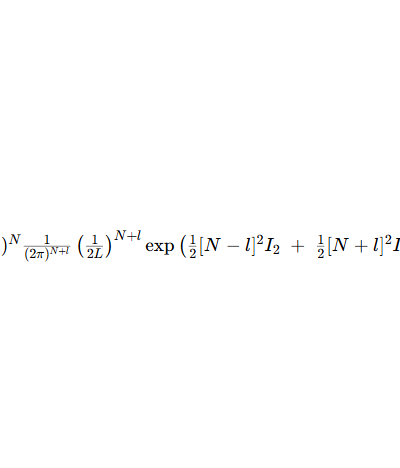 )^N \frac{1}{(2\pi)^{N+l}} \left( \frac{1}{2L} \right)^{N+l} \exp \left( \frac{1}{2} [N - l]^2 I_2 + \frac{1}{2} [N + l]^2